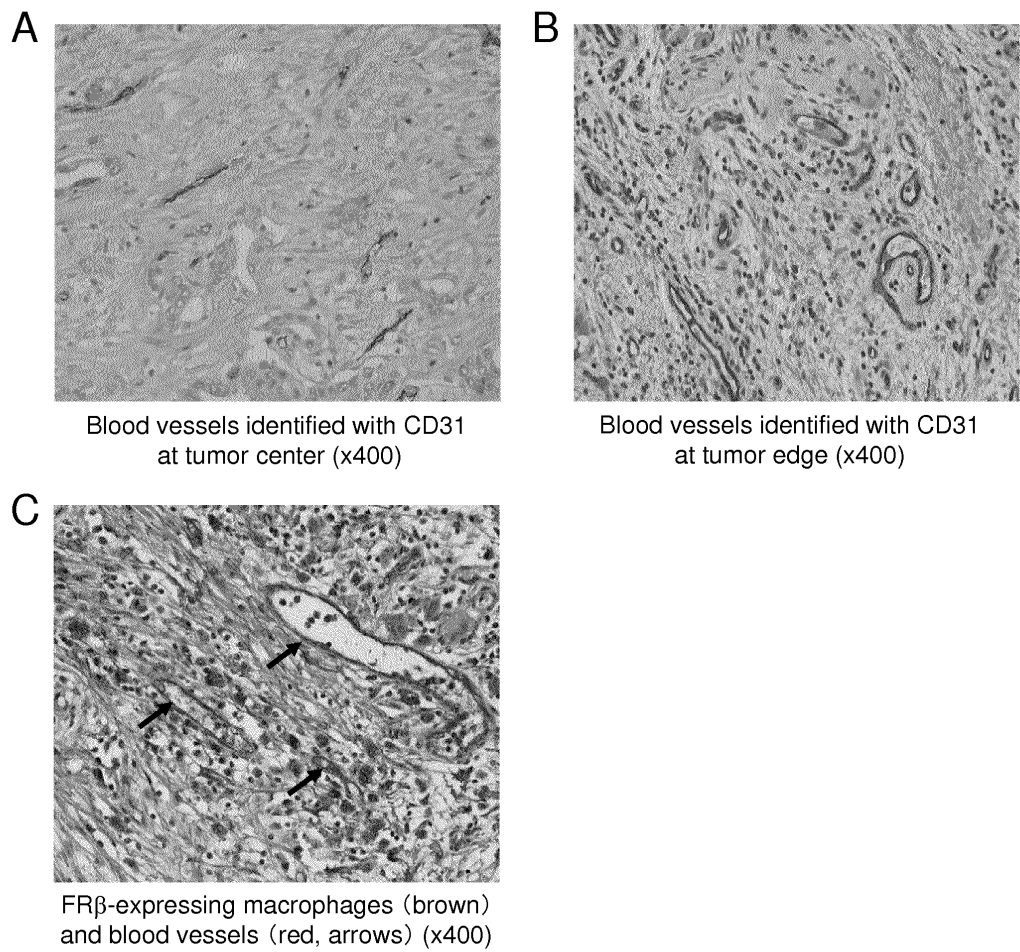 A
B
Blood vessels identified with CD31
at tumor center (x400)
Blood vessels identified with CD31
at tumor edge (x400)
C
FRβ-expressing macrophages（brown）
and blood vessels（red, arrows）(x400)